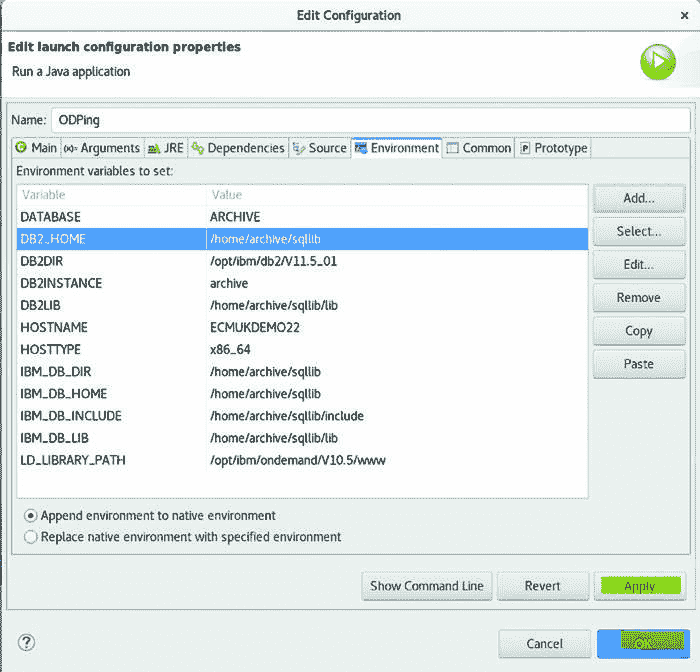 Edit Configuration
Edit launch configuration properties
Run a Java application
Name: ODPing
Main (x)= Arguments JRE Dependencies Source Environment Common Prototype
Environment variables to set:
Variable Value
DATABASE ARCHIVE
DB2_HOME /home/archive/sqllib
DB2DIR /opt/ibm/db2/V11.5_01
DB2INSTANCE archive
DB2LIB /home/archive/sqllib/lib
HOSTNAME ECMUKDEMO22
HOSTTYPE x86_64
IBM_DB_DIR /home/archive/sqllib
IBM_DB_HOME /home/archive/sqllib
IBM_DB_INCLUDE /home/archive/sqllib/include
IBM_DB_LIB /home/archive/sqllib/lib
LD_LIBRARY_PATH /opt/ibm/ondemand/V10.5/www
Add...
Select...
Edit...
Remove
Copy
Paste
Append environment to native environment
Replace native environment with specified environment
Show Command Line Revert Apply
Cancel OK